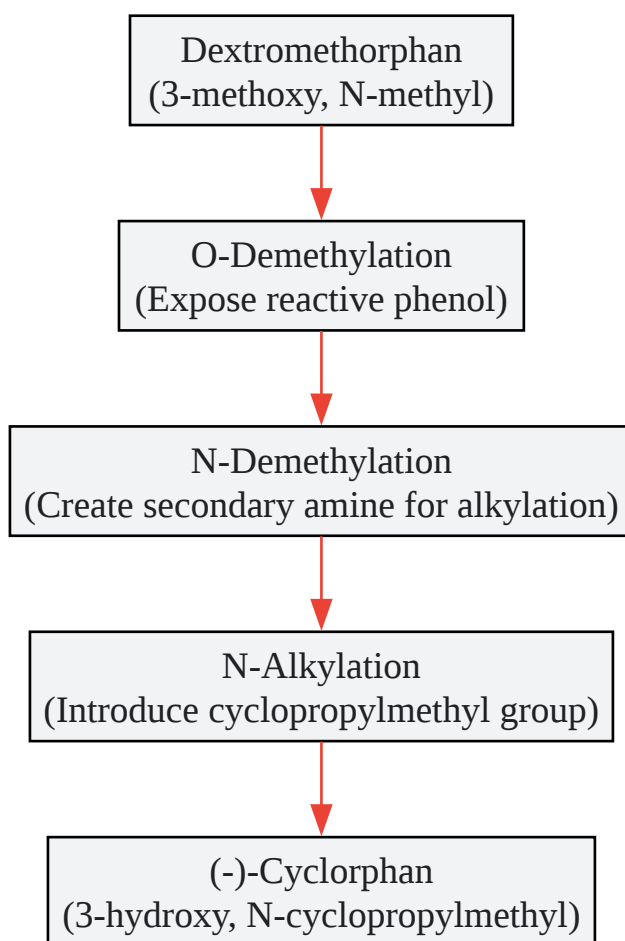 Dextromethorphan
(3-methoxy, N-methyl)
O-Demethylation
(Expose reactive phenol)
N-Demethylation
(Create secondary amine for alkylation)
N-Alkylation
(Introduce cyclopropylmethyl group)
(-)-Cyclorphan
(3-hydroxy, N-cyclopropylmethyl)